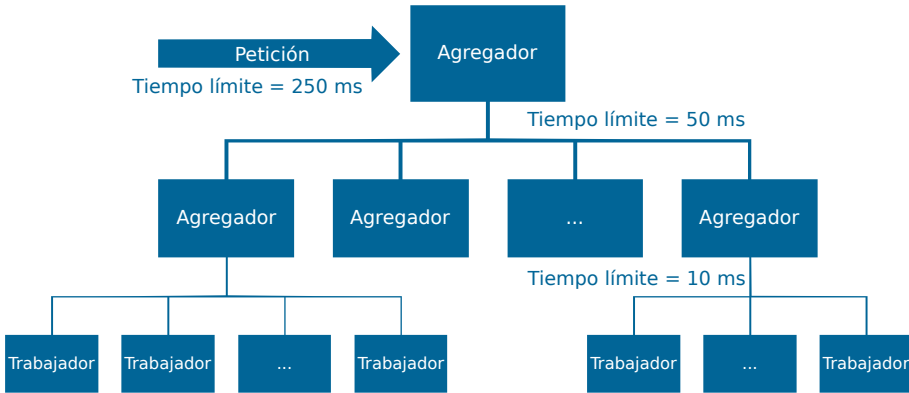 Petición
Tiempo límite = 250 ms
Agregador
Tiempo límite = 50 ms
Agregador
Agregador
...
Agregador
Tiempo límite = 10 ms
Trabajador
Trabajador
...
Trabajador
Trabajador
...
Trabajador